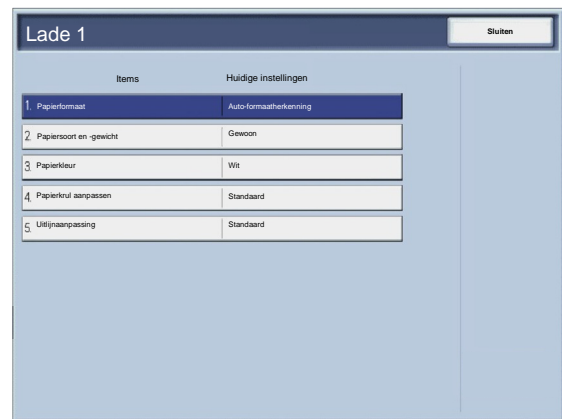 Lade 1
Sluiten
Items Huidige instellingen
1. Papierformaat Auto-formaatherkenning
2. Papiersoort en -gewicht Gewoon
3. Papierkleur Wit
4. Papierkrul aanpassen Standaard
5. Uitlijnaanpassing Standaard